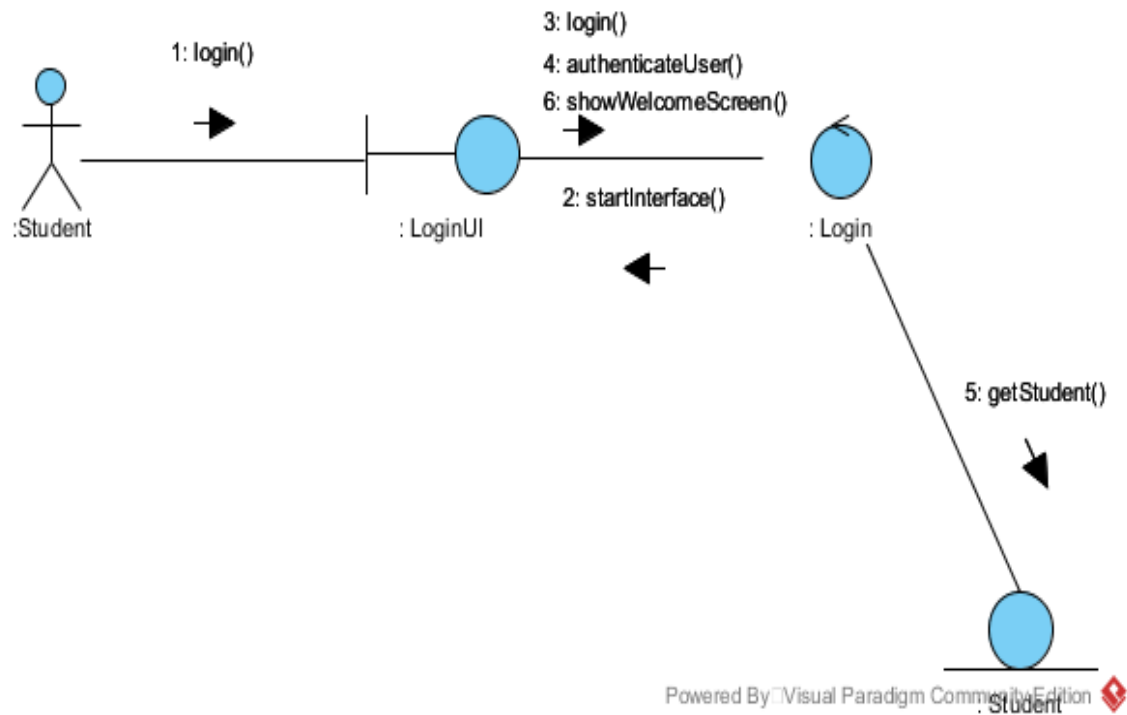 3: login()
1: login()
4: authenticateUser()
6: showWelcomeScreen()
2: startInterface()
:Student
: LoginUI
: Login
5: getStudent()
Powered By Visual Paradigm Community Edition
: Student